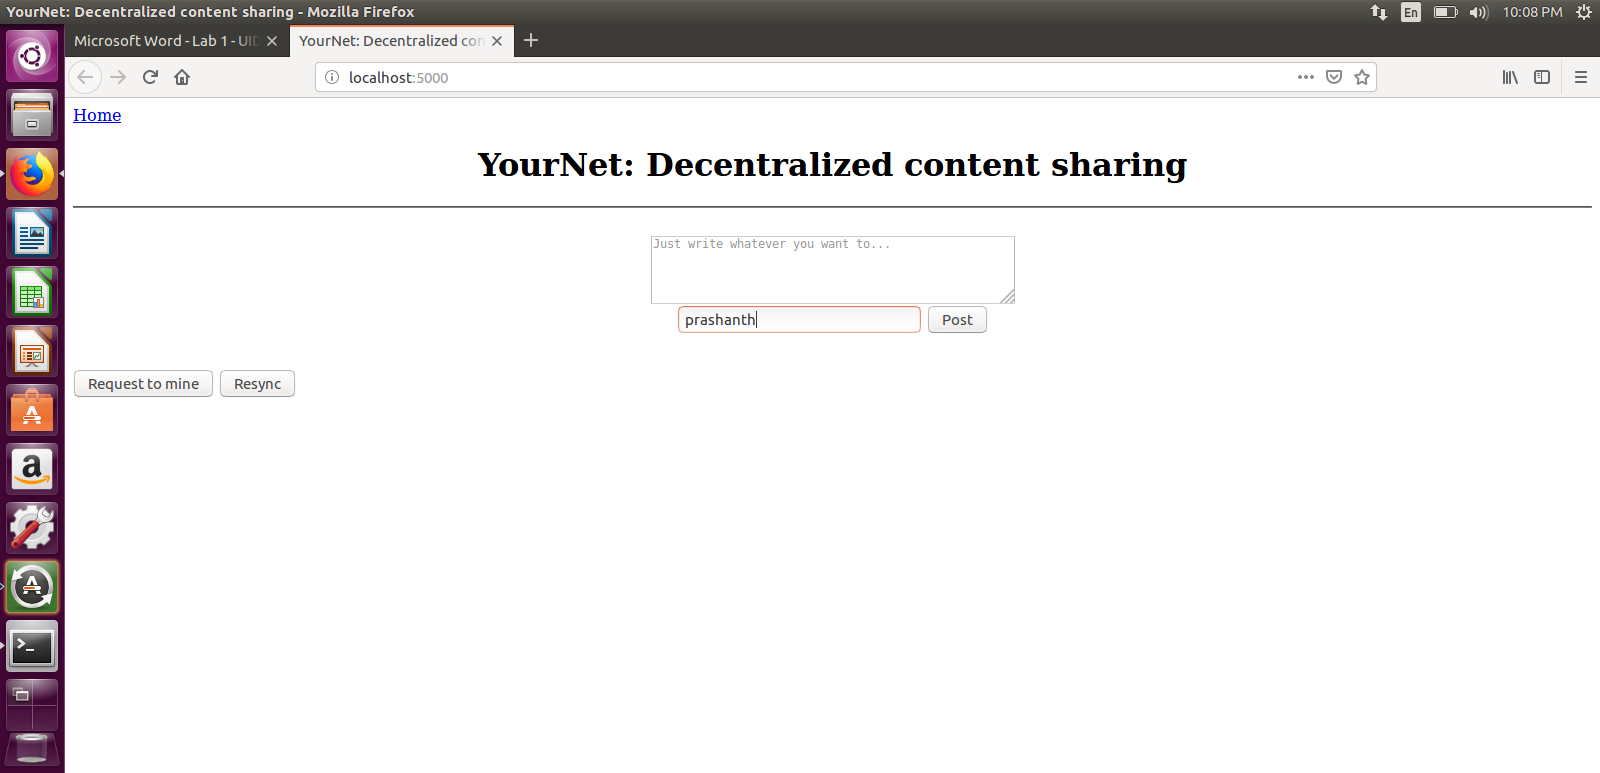 YourNet: Decentralized content sharing - Mozilla Firefox
En
10:08 PM
Microsoft Word - Lab 1 - UID
YourNet: Decentralized con
localhost:5000
Home
YourNet: Decentralized content sharing
Just write whatever you want to...
prashanth
Post
Request to mine
Resync